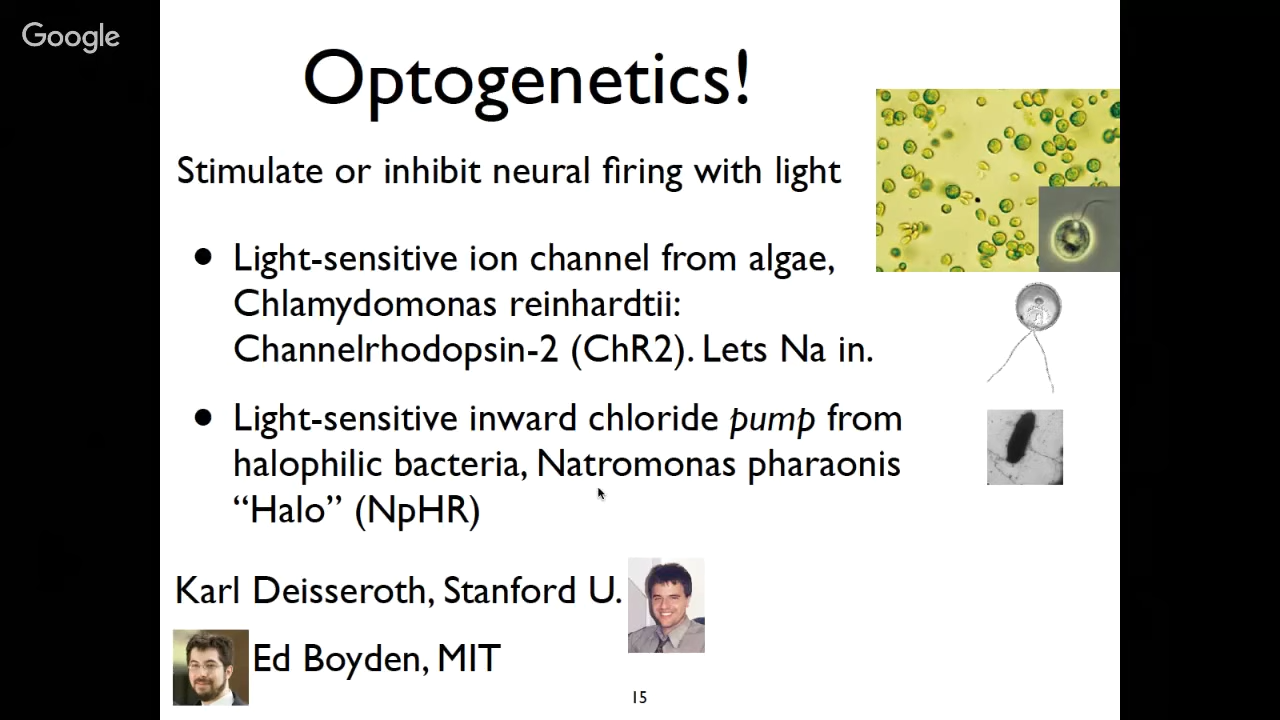 Google
Optogenetics!
Stimulate or inhibit neural firing with light
• Light-sensitive ion channel from algae,
Chlamydomonas reinhardtii:
Channelrhodopsin-2 (ChR2). Lets Na in.
• Light-sensitive inward chloride pump from
halophilic bacteria, Natromonas pharaonis
“Halo” (NpHR)
Karl Deisseroth, Stanford U.
Ed Boyden, MIT
15